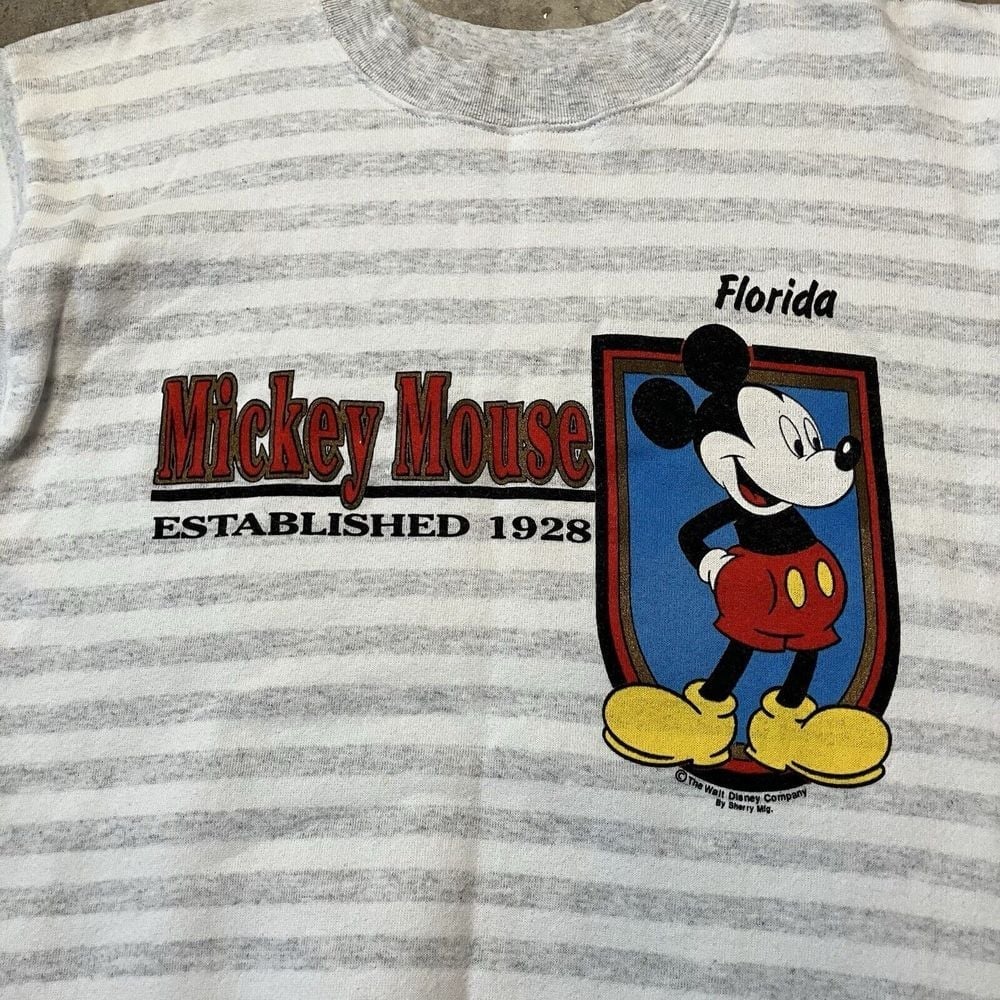 Florida
Mickey Mouse
ESTABLISHED 1928
© The Walt Disney Company
By Sherry Mfg.